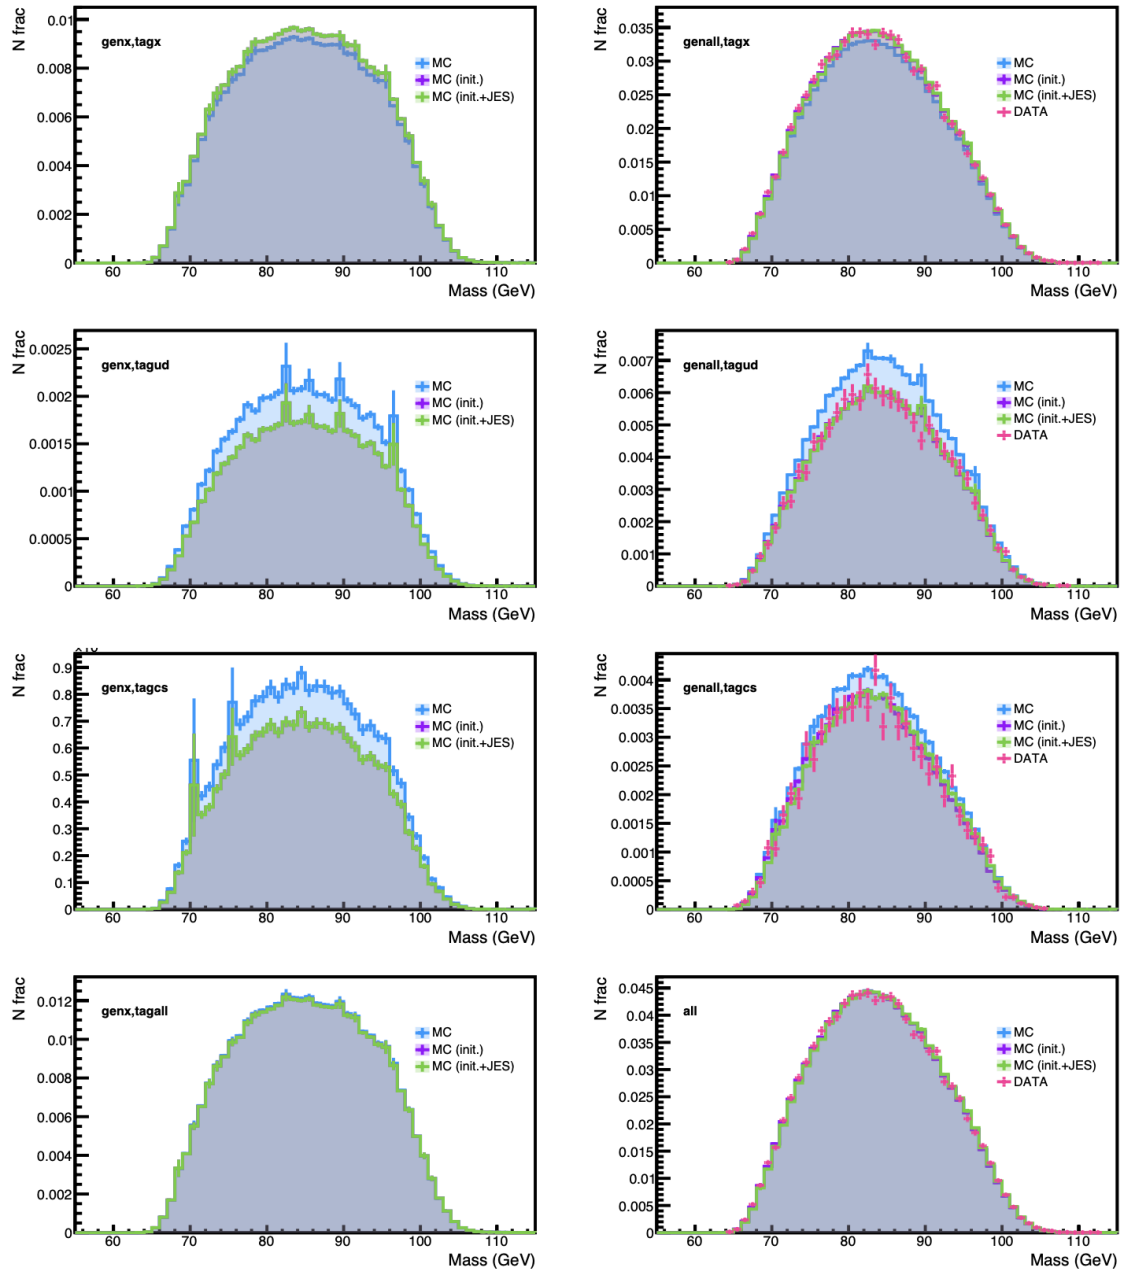 N frac
genx,tagx
MC
MC (init.)
MC (init.+JES)
0.01
0.008
0.006
0.004
0.002
0
60 70 80 90 100 110
Mass (GeV)
N frac
genall,tagx
MC
MC (init.)
MC (init.+JES)
DATA
0.035
0.03
0.025
0.02
0.015
0.01
0.005
0
60 70 80 90 100 110
Mass (GeV)
N frac
genx,tagud
MC
MC (init.)
MC (init.+JES)
0.0025
0.002
0.0015
0.001
0.0005
0
60 70 80 90 100 110
Mass (GeV)
N frac
genall,tagud
MC
MC (init.)
MC (init.+JES)
DATA
0.007
0.006
0.005
0.004
0.003
0.002
0.001
0
60 70 80 90 100 110
Mass (GeV)
N frac
genx,tagcs
MC
MC (init.)
MC (init.+JES)
0.9
0.8
0.7
0.6
0.5
0.4
0.3
0.2
0.1
0
60 70 80 90 100 110
Mass (GeV)
N frac
genall,tagcs
MC
MC (init.)
MC (init.+JES)
DATA
0.004
0.0035
0.003
0.0025
0.002
0.0015
0.001
0.0005
0
60 70 80 90 100 110
Mass (GeV)
N frac
genx,tagall
MC
MC (init.)
MC (init.+JES)
0.012
0.01
0.008
0.006
0.004
0.002
0
60 70 80 90 100 110
Mass (GeV)
N frac
all
MC
MC (init.)
MC (init.+JES)
DATA
0.045
0.04
0.035
0.03
0.025
0.02
0.015
0.01
0.005
0
60 70 80 90 100 110
Mass (GeV)